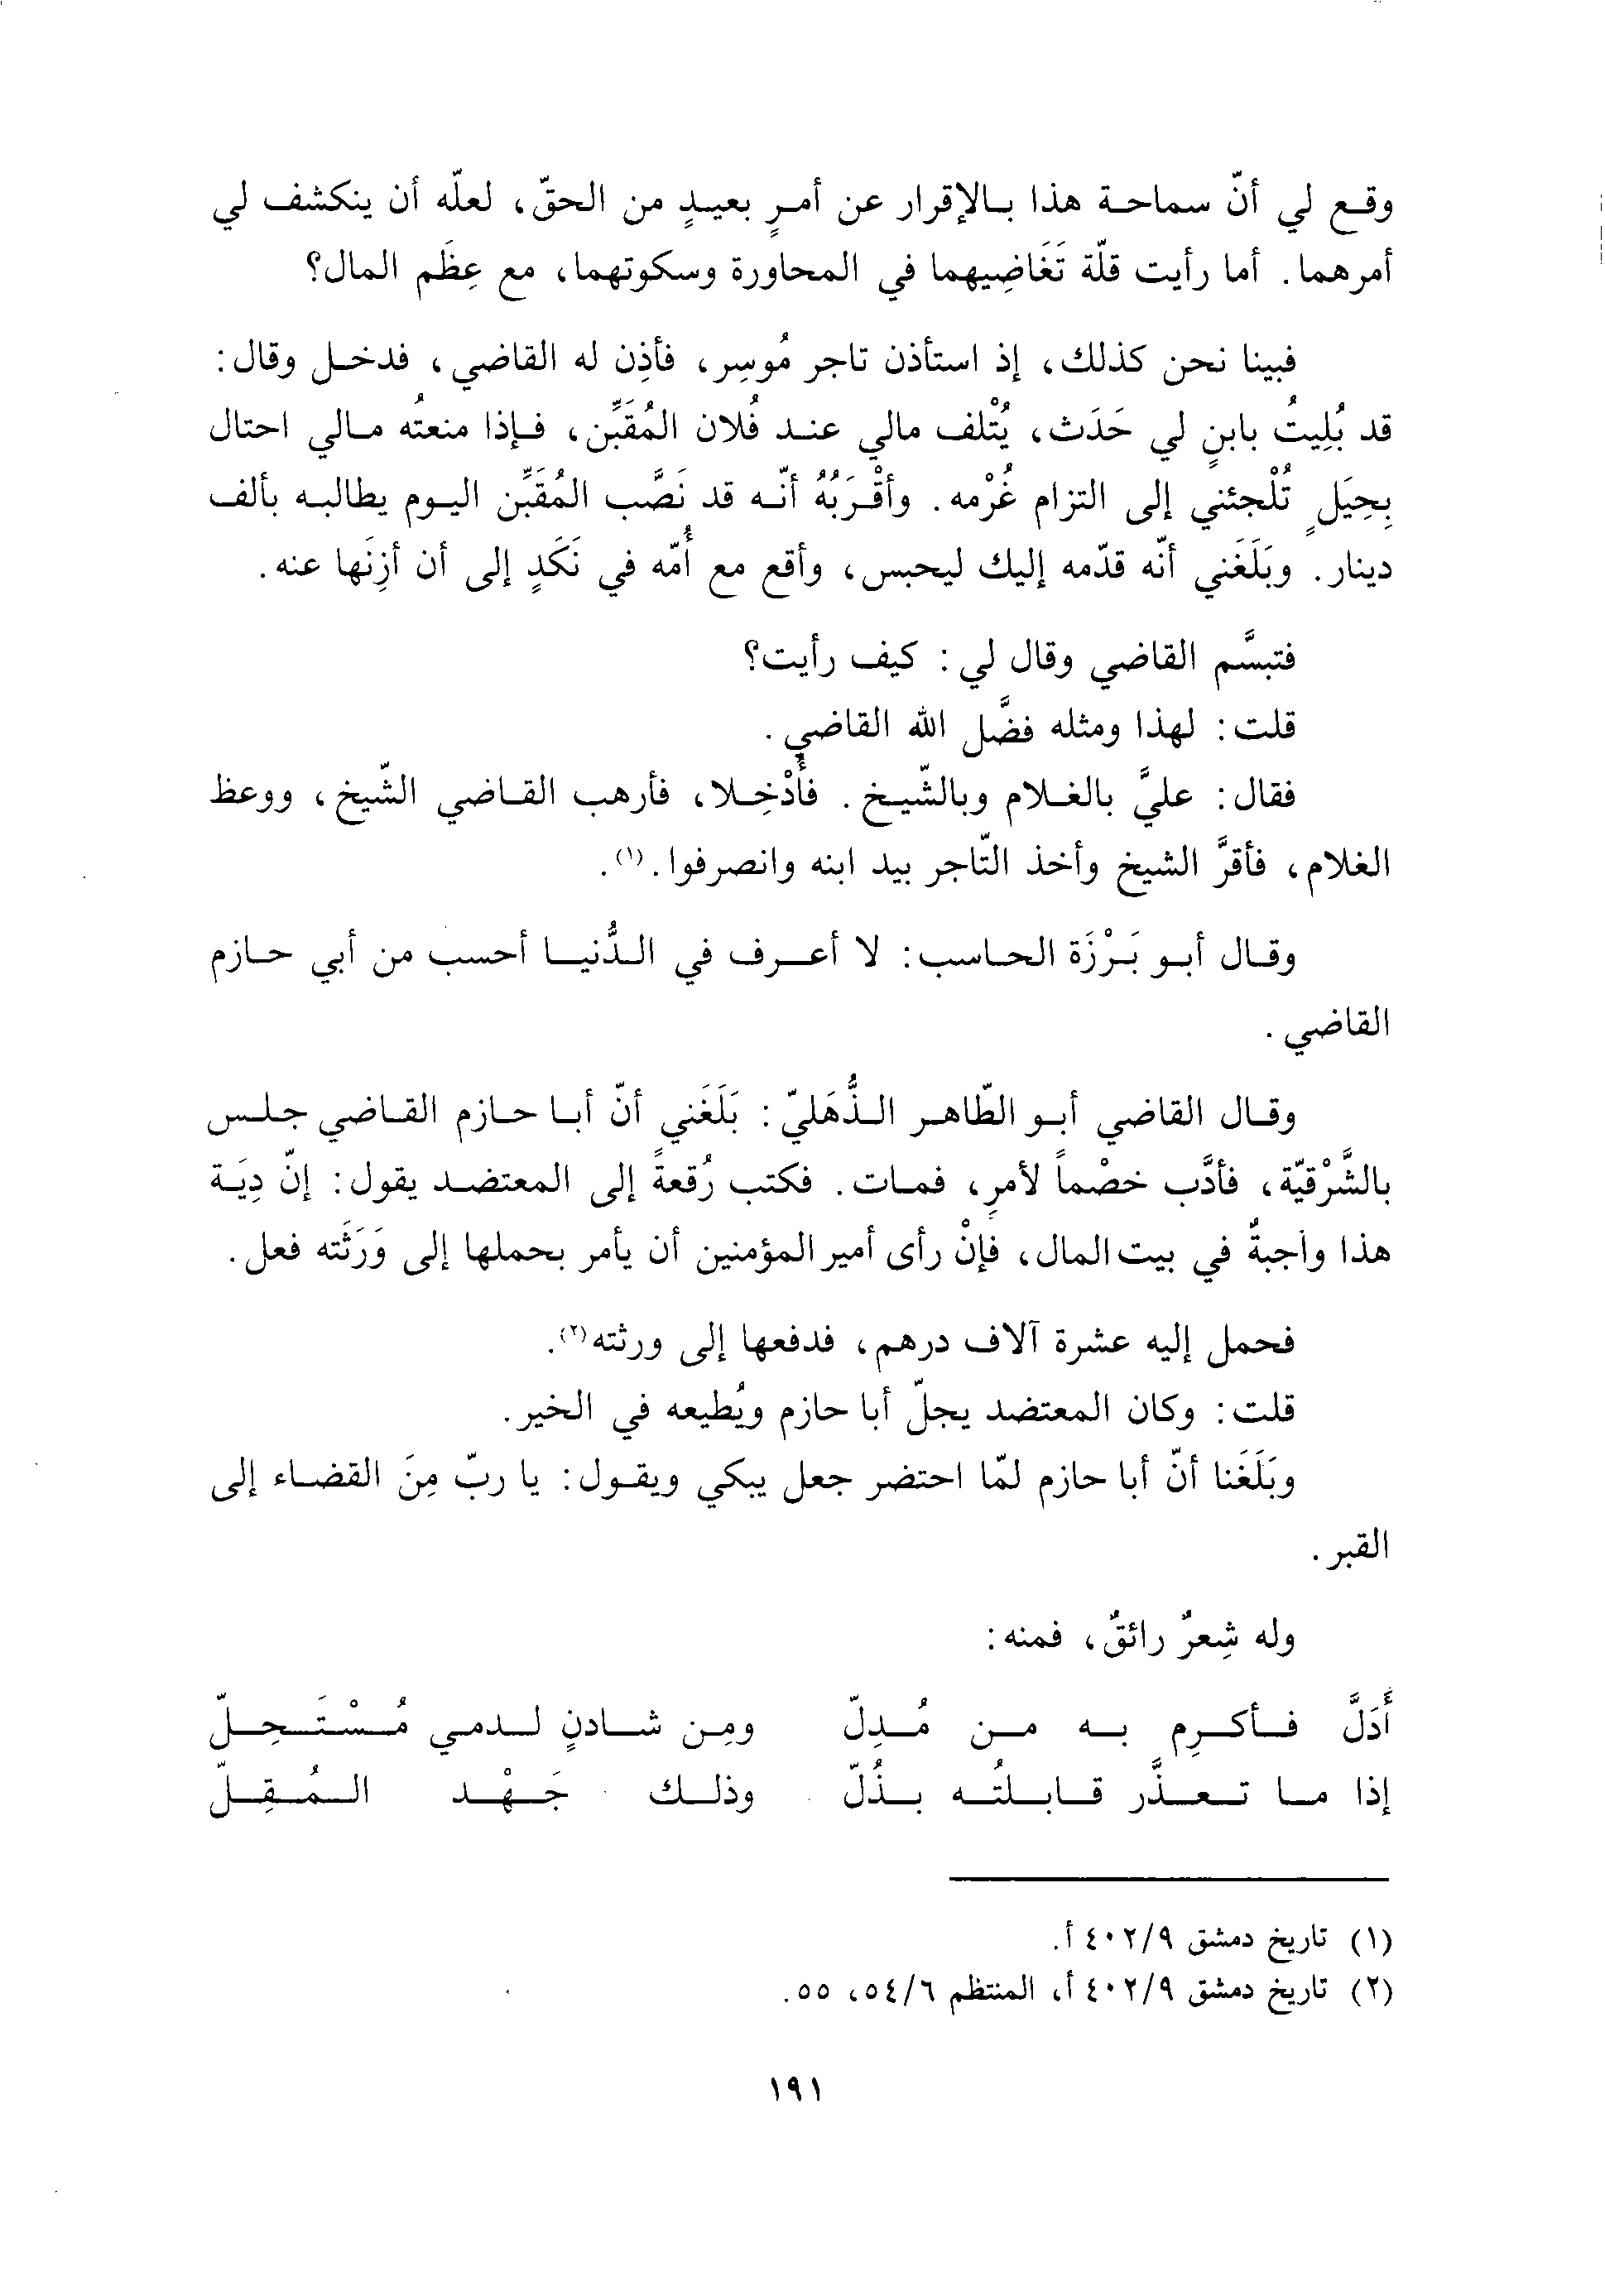 وقع لي أنّ سماحة هذا بالإقرار عن أمرٍ بعيدٍ من الحقّ، لعلّه أن ينكشف لي
أمرهما. أما رأيت قلّة تَغَاضِيهما في المحاورة وسكوتهما، مع عِظَم المال؟
فبينا نحن كذلك، إذ استأذن تاجر مُوسِر، فأذِن له القاضي، فدخل وقال:
قد بُلِيتُ بابنٍ لي حَدَث، يُتْلف مالي عند فُلان المُقَبِّن، فإذا منعتُه مالي احتال
بِحِيَلٍ تُلْجئني إلى التزام غُرْمه. وأقْرَبُهُ أنّه قد نَصَّب المُقَبِّن اليوم يطالبه بألف
دينار. وبَلَغَني أنّه قدّمه إليك ليحبس، وأقع مع أُمّه في نَكَدٍ إلى أن أزِنَها عنه.
فتبسَّم القاضي وقال لي: كيف رأيت؟
قلت: لهذا ومثله فضَّل الله القاضي.
فقال: عليَّ بالغلام وبالشّيخ. فأُدْخِلا، فأرهب القاضي الشّيخ، ووعظ
الغلام، فأقرَّ الشيخ وأخذ التّاجر بيد ابنه وانصرفوا.(١).
وقال أبو بَرْزَة الحاسب: لا أعرف في الدُّنيا أحسب من أبي حازم
القاضي.
وقال القاضي أبو الطّاهر الذُّهَليّ: بَلَغَني أنّ أبا حازم القاضي جلس
بالشَّرْقيّة، فأدَّب خصْماً لأمرٍ، فمات. فكتب رُقعةً إلى المعتضد يقول: إنّ دِيَة
هذا واجبةٌ في بيت المال، فإنْ رأى أمير المؤمنين أن يأمر بحملها إلى وَرَثَته فعل.
فحمل إليه عشرة آلاف درهم، فدفعها إلى ورثته(٢).
قلت: وكان المعتضد يجلّ أبا حازم ويُطيعه في الخير.
وبَلَغَنا أنّ أبا حازم لمّا احتضر جعل يبكي ويقول: يا ربّ مِنَ القضاء إلى
القبر.
وله شِعرٌ رائقٌ، فمنه:
أَدَلَّ فأكرِم به من مُدِلّ ومِن شادنٍ لدمي مُسْتَحِلّ
إذا ما تعذَّر قابلتُه بذُلّ وذلك جَهْد المُقِلّ
(١) تاريخ دمشق ٤٠٢/٩ أ.
(٢) تاريخ دمشق ٤٠٢/٩ أ، المنتظم ٥٤/٦، ٥٥.
١٩١